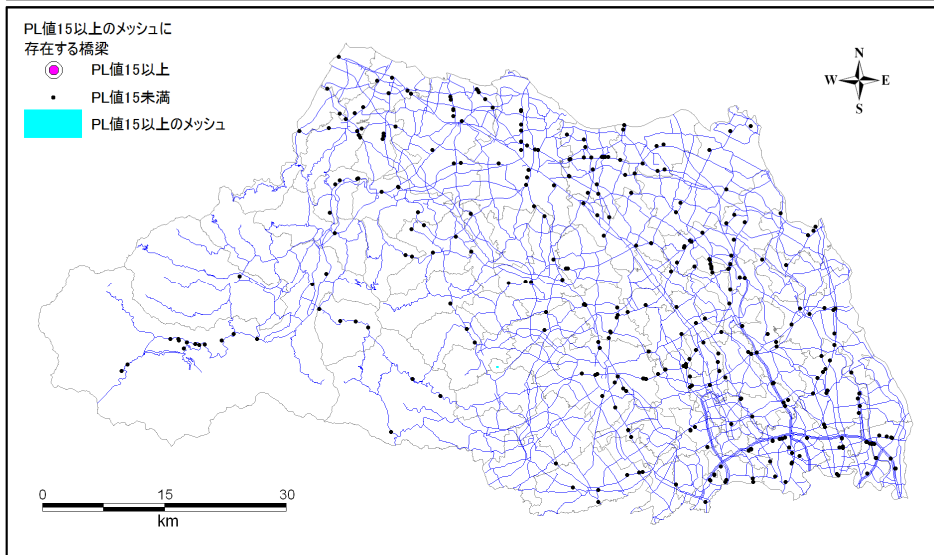 PL値15以上のメッシュに
存在する橋梁
PL値15以上
PL値15未満
PL値15以上のメッシュ
N
W E
S
0 15 30
km